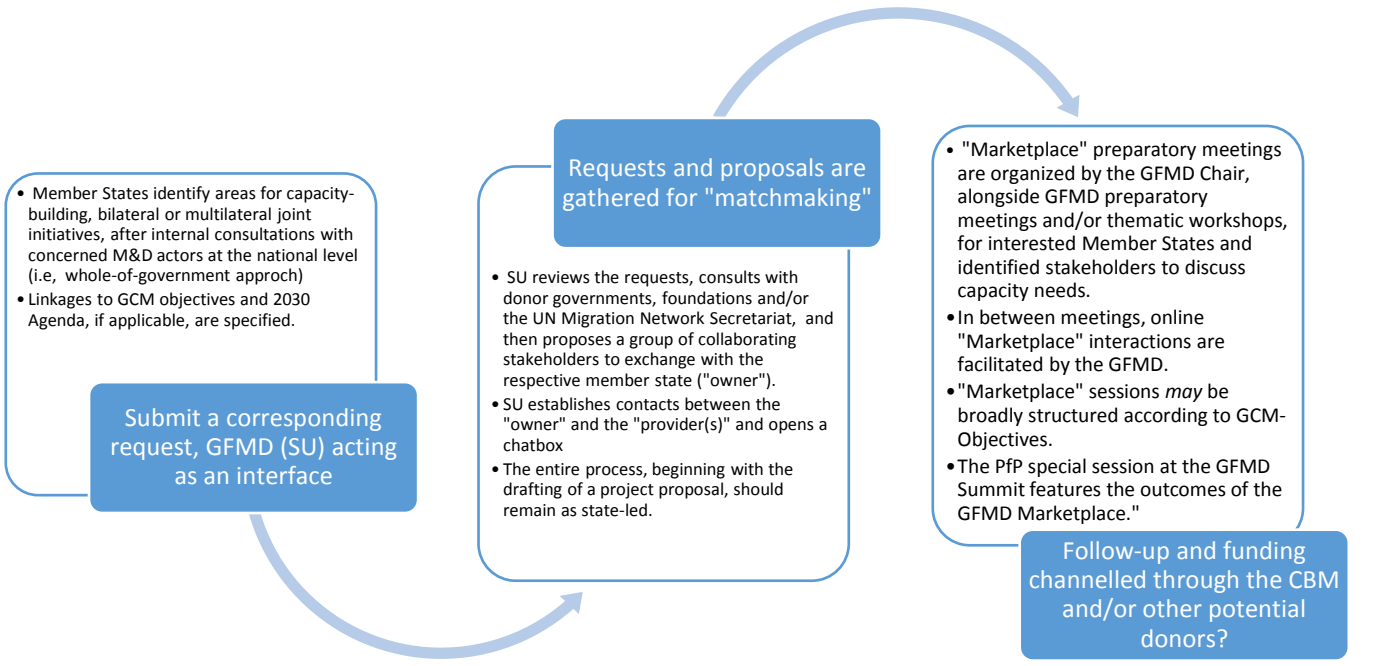 • Member States identify areas for capacity-
building, bilateral or multilateral joint
initiatives, after internal consultations with
concerned M&D actors at the national level
(i.e, whole-of-government approch)
• Linkages to GCM objectives and 2030
Agenda, if applicable, are specified.
Submit a corresponding
request, GFMD (SU) acting
as an interface
Requests and proposals are
gathered for "matchmaking"
• SU reviews the requests, consults with
donor governments, foundations and/or
the UN Migration Network Secretariat, and
then proposes a group of collaborating
stakeholders to exchange with the
respective member state ("owner").
• SU establishes contacts between the
"owner" and the "provider(s)" and opens a
chatbox
• The entire process, beginning with the
drafting of a project proposal, should
remain as state-led.
• "Marketplace" preparatory meetings
are organized by the GFMD Chair,
alongside GFMD preparatory
meetings and/or thematic workshops,
for interested Member States and
identified stakeholders to discuss
capacity needs.
• In between meetings, online
"Marketplace" interactions are
facilitated by the GFMD.
• "Marketplace" sessions may be
broadly structured according to GCM-
Objectives.
• The PfP special session at the GFMD
Summit features the outcomes of the
GFMD Marketplace."
Follow-up and funding
channelled through the CBM
and/or other potential
donors?